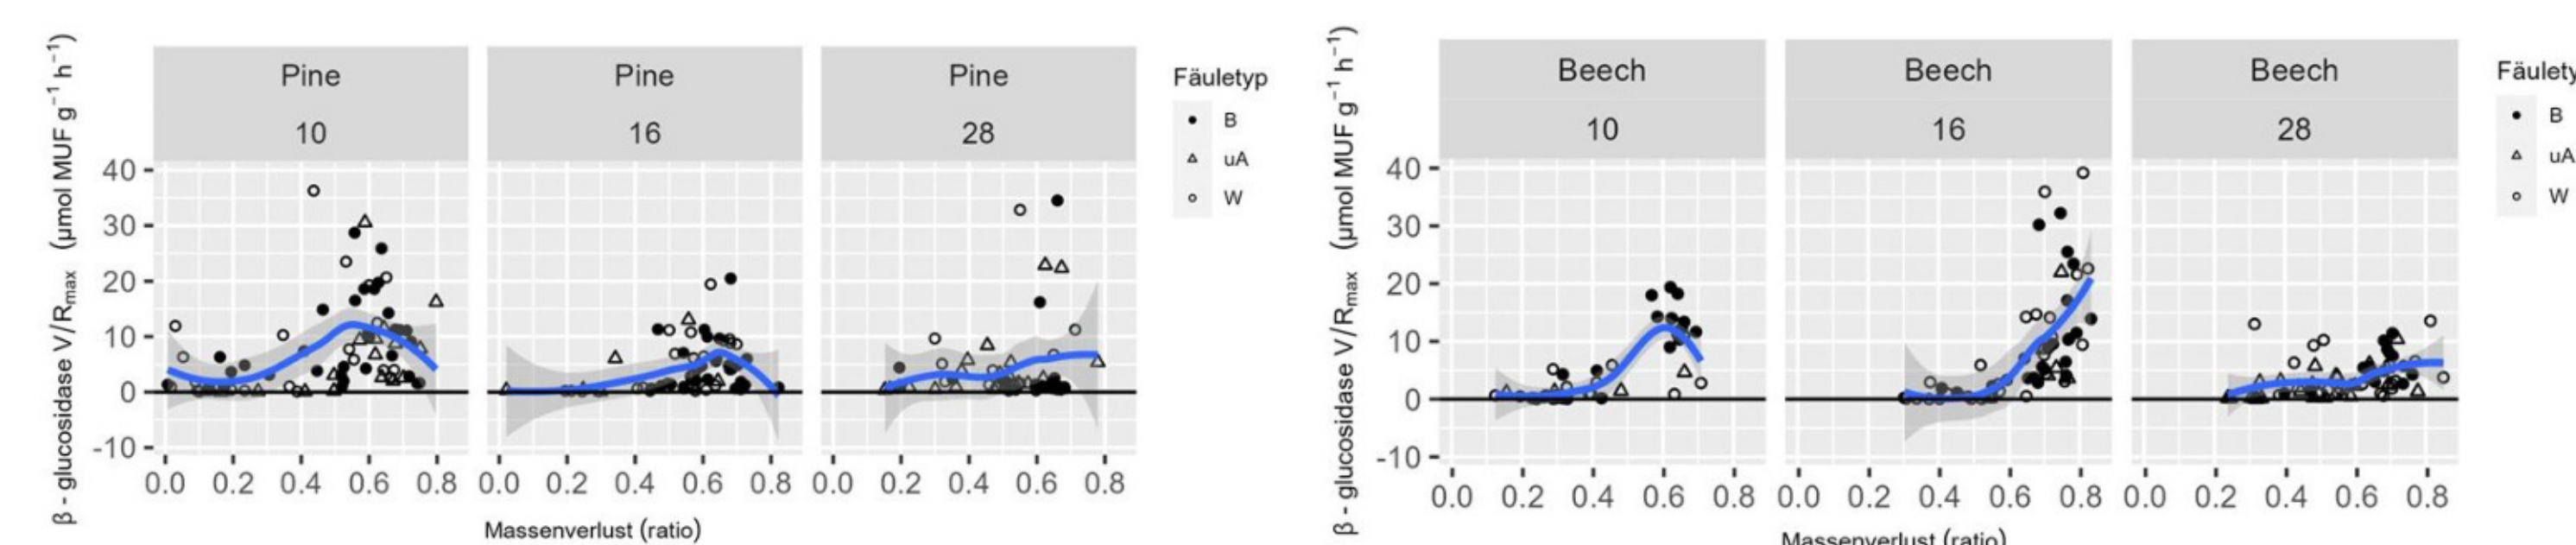 Pine Pine Pine
10 16 28
Fäuletyp
B
uA
W
β - glucosidase V/Rmax (μmol MUF g⁻¹ h⁻¹)
40
30
20
10
0
-10
0.0 0.2 0.4 0.6 0.8 0.0 0.2 0.4 0.6 0.8 0.0 0.2 0.4 0.6 0.8
Massenverlust (ratio)
Beech Beech Beech
10 16 28
Fäulety
B
uA
W
β - glucosidase V/Rmax (μmol MUF g⁻¹ h⁻¹)
40
30
20
10
0
-10
0.0 0.2 0.4 0.6 0.8 0.0 0.2 0.4 0.6 0.8 0.0 0.2 0.4 0.6 0.8
Massenverlust (ratio)